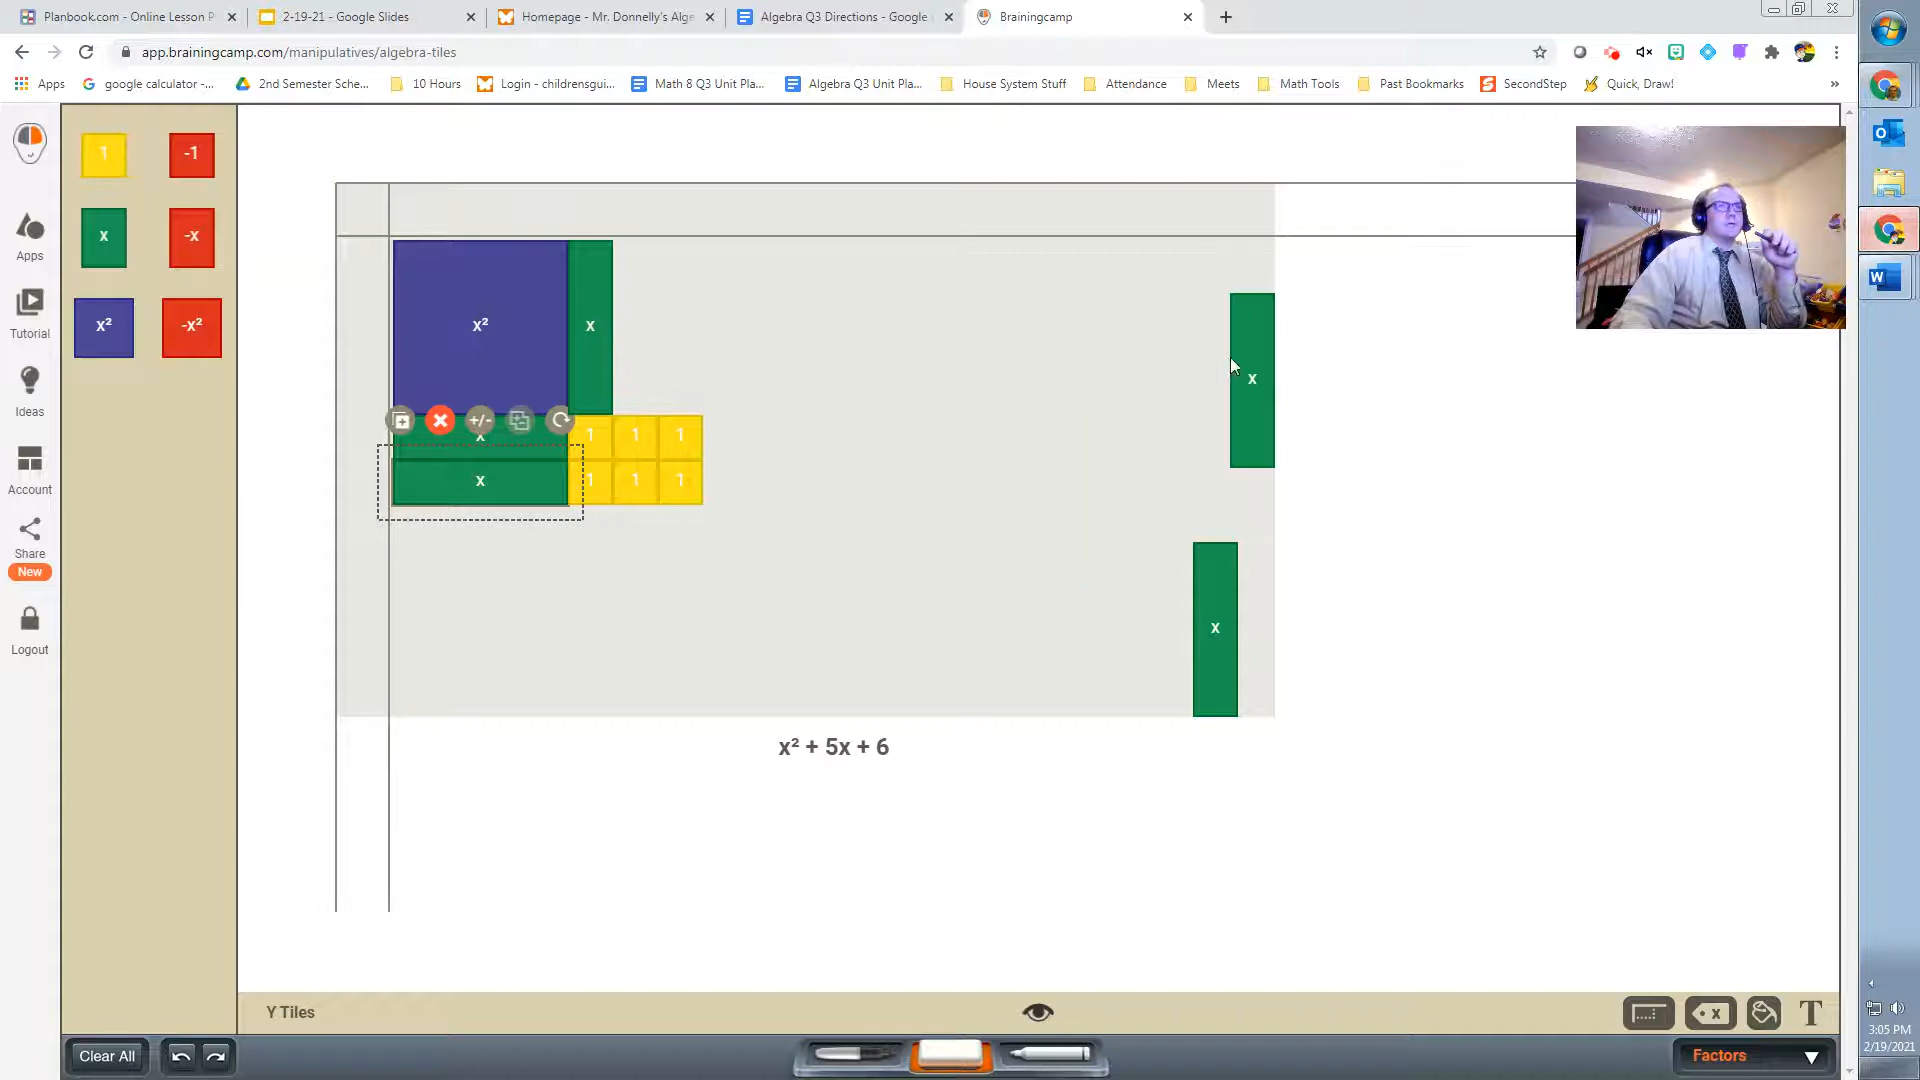 Planbook.com - Online Lesson P
2-19-21 - Google Slides
Homepage - Mr. Donnelly's Alge
Algebra Q3 Directions - Google
Brainingcamp
app.brainingcamp.com/manipulatives/algebra-tiles
Apps
google calculator -...
2nd Semester Sche...
10 Hours
Login - childrensgui...
Math 8 Q3 Unit Pla...
Algebra Q3 Unit Pla...
House System Stuff
Attendance
Meets
Math Tools
Past Bookmarks
SecondStep
Quick, Draw!
»
1
-1
x
-x
x²
-x²
Apps
Tutorial
Ideas
Account
Share
New
Logout
x²
x
x
+/-
x
1 1 1
x
1 1 1
x
x
x² + 5x + 6
Y Tiles
x
T
Clear All
Factors
3:05 PM
2/19/2021